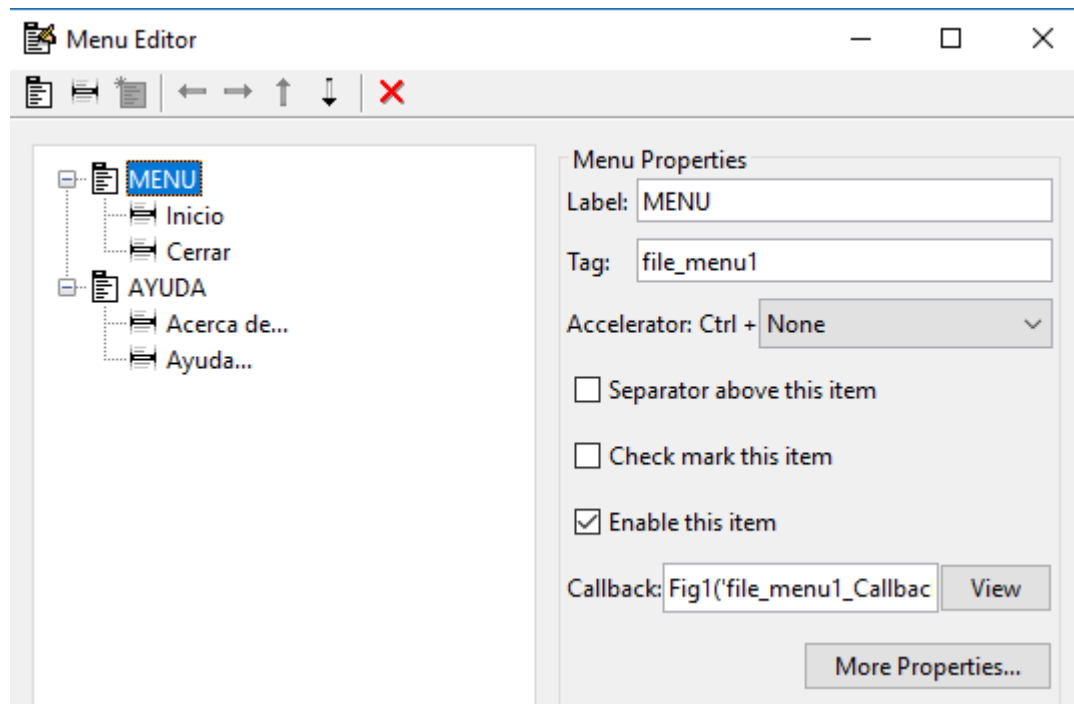 Menu Editor
MENU
Inicio
Cerrar
AYUDA
Acerca de...
Ayuda...
Menu Properties
Label: MENU
Tag: file_menu1
Accelerator: Ctrl + None
Separator above this item
Check mark this item
Enable this item
Callback: Fig1('file_menu1_Callbac View
More Properties...